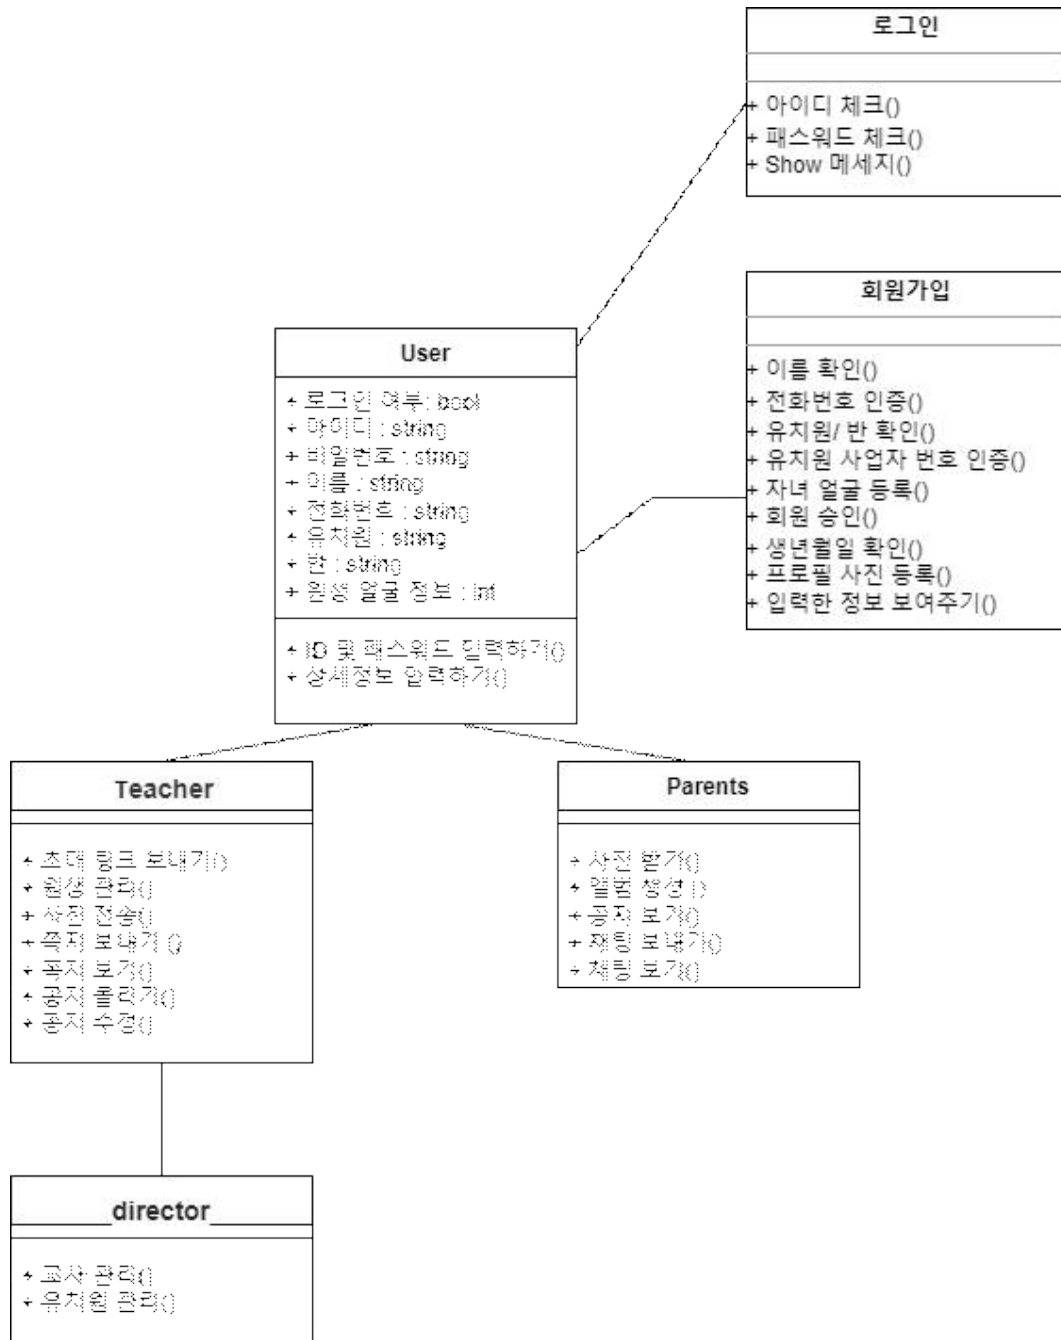 로그인
+ 아이디 체크()
+ 패스워드 체크()
+ Show 메세지()
회원가입
+ 이름 확인()
+ 전화번호 인증()
+ 유치원/ 반 확인()
+ 유치원 사업자 번호 인증()
+ 자녀 얼굴 등록()
+ 회원 승인()
+ 생년월일 확인()
+ 프로필 사진 등록()
+ 입력한 정보 보여주기()
User
+ 로그인 여부: bool
+ 아이디 : string
+ 비밀번호 : string
+ 이름 : string
+ 전화번호 : string
+ 유치원 : string
+ 반 : string
+ 원생 얼굴 정보 : int
+ ID 및 패스워드 입력하기()
+ 상세정보 입력하기()
Teacher
+ 초대 링크 보내기()
+ 원생 관리()
+ 사진 전송()
+ 쪽지 보내기 ()
+ 쪽지 보기()
+ 공지 올리기()
+ 공지 수정()
Parents
+ 사진 받기()
+ 앨범 생성 ()
+ 공지 보기()
+ 채팅 보내기()
+ 채팅 보기()
director
+ 교사 관리()
+ 유치원 관리()